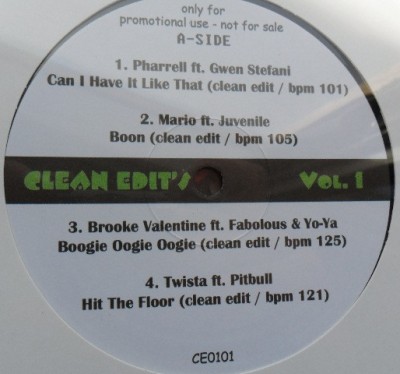 only for
promotional use - not for sale
A-SIDE
1. Pharrell ft. Gwen Stefani
Can I Have It Like That (clean edit / bpm 101)
2. Mario ft. Juvenile
Boon (clean edit / bpm 105)
CLEAN EDIT'S Vol. 1
3. Brooke Valentine ft. Fabolous & Yo-Ya
Boogie Oogie Oogie (clean edit / bpm 125)
4. Twista ft. Pitbull
Hit The Floor (clean edit / bpm 121)
CE0101